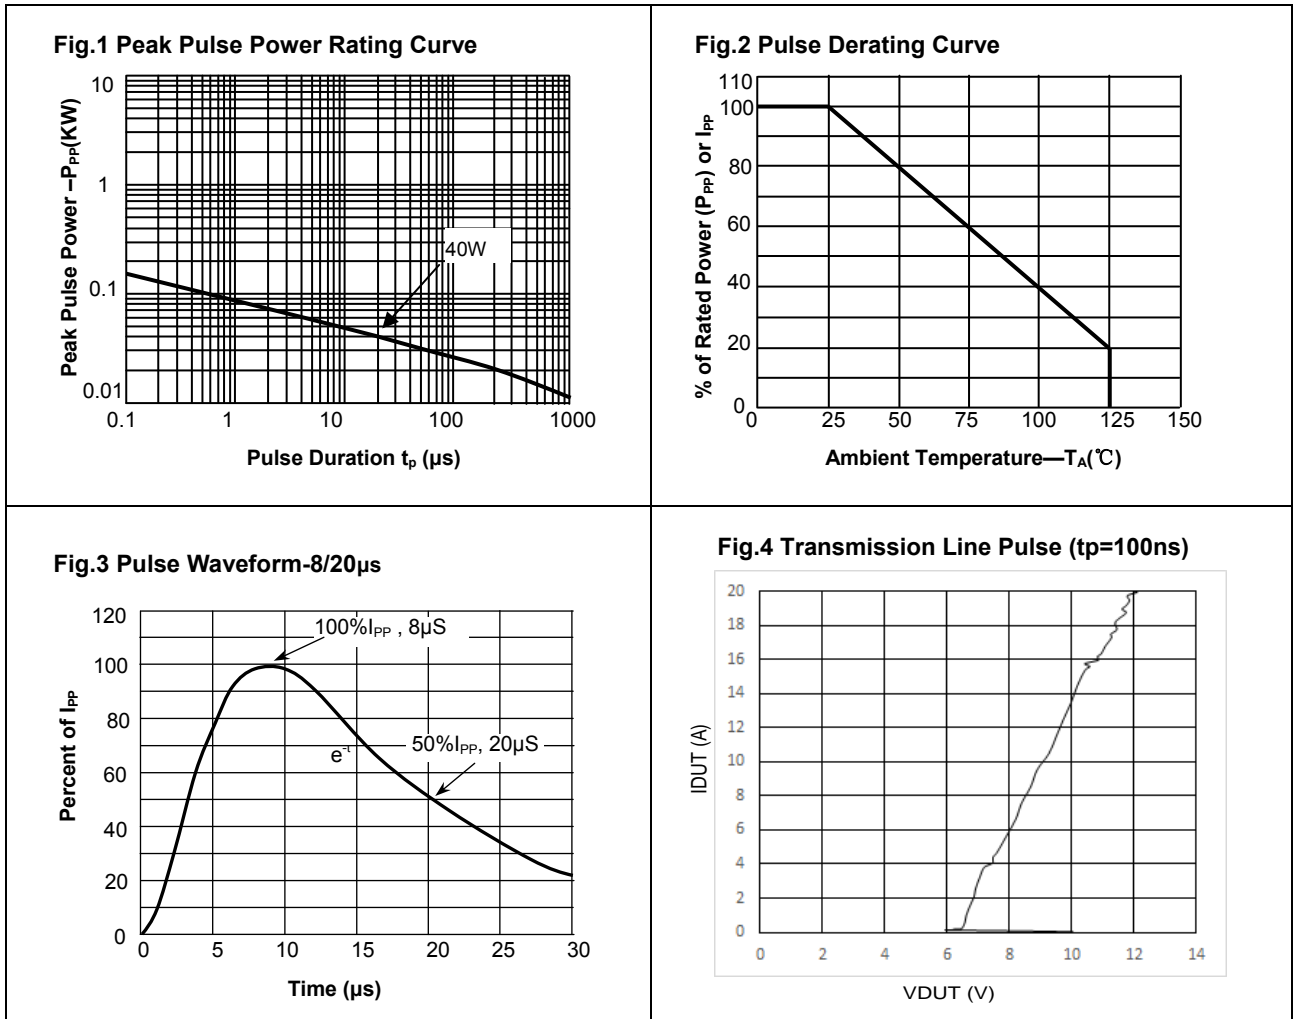 Fig.1 Peak Pulse Power Rating Curve
Peak Pulse Power –PPP(KW)
10
1
0.1
0.01
40W
0.1 1 10 100 1000
Pulse Duration tp (µs)
Fig.2 Pulse Derating Curve
% of Rated Power (PPP) or IPP
110
100
80
60
40
20
0
0 25 50 75 100 125 150
Ambient Temperature—TA(℃)
Fig.3 Pulse Waveform-8/20µs
Percent of IPP
120
100
80
60
40
20
0
100%IPP , 8µS
e-t
50%IPP, 20µS
0 5 10 15 20 25 30
Time (µs)
Fig.4 Transmission Line Pulse (tp=100ns)
IDUT (A)
20
18
16
14
12
10
8
6
4
2
0
0 2 4 6 8 10 12 14
VDUT (V)